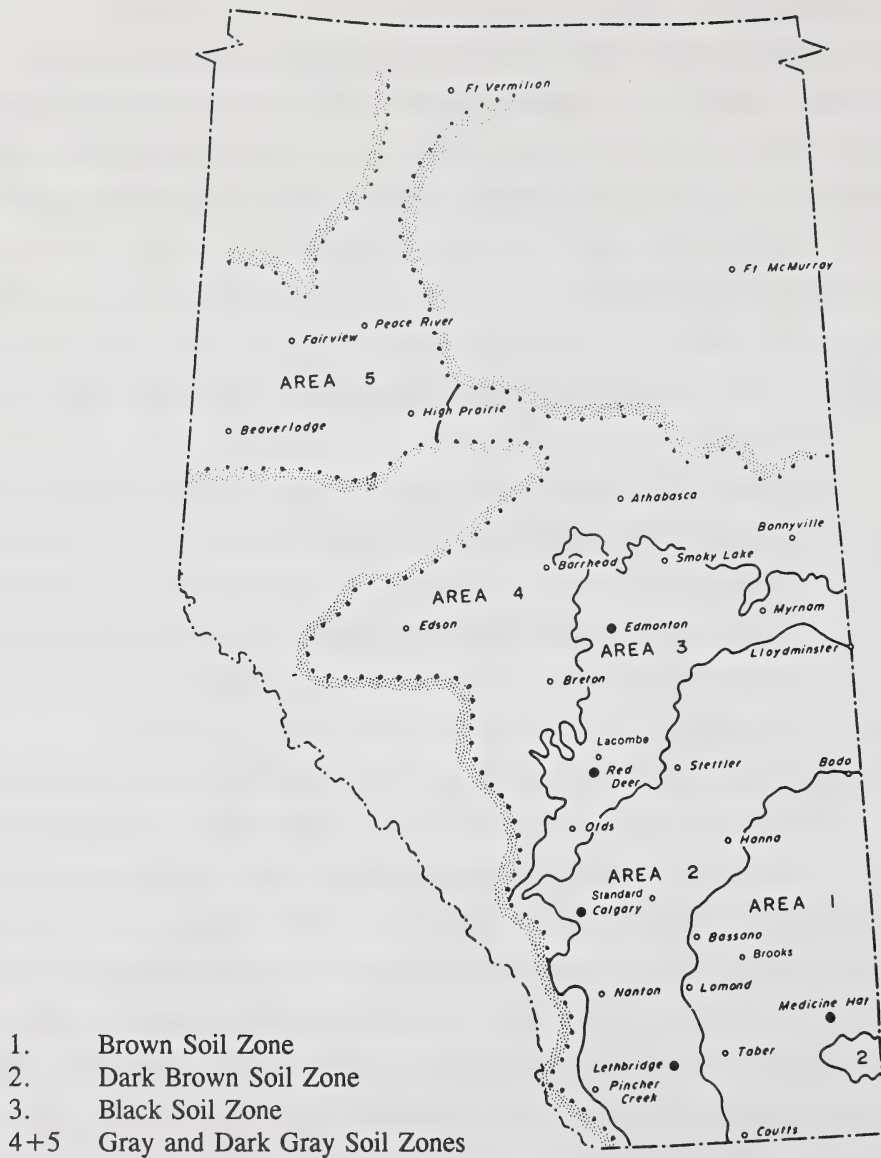 Ft Vermilion
Ft McMurray
Peace River
Fairview
AREA 5
High Prairie
Beaverlodge
Athabasca
Bonnyville
Barrhead
Smoky Lake
AREA 4
Myrnam
Edson
Edmonton
AREA 3
Lloydminster
Breton
Lacombe
Red
Deer
Stettler
Bodo
Olds
Hanna
AREA 2
Standard
Calgary
AREA 1
Bassano
Brooks
Nanton
Lomond
Medicine Hat
Lethbridge
Taber
2
Pincher
Creek
Coutts
1. Brown Soil Zone
2. Dark Brown Soil Zone
3. Black Soil Zone
4+5 Gray and Dark Gray Soil Zones